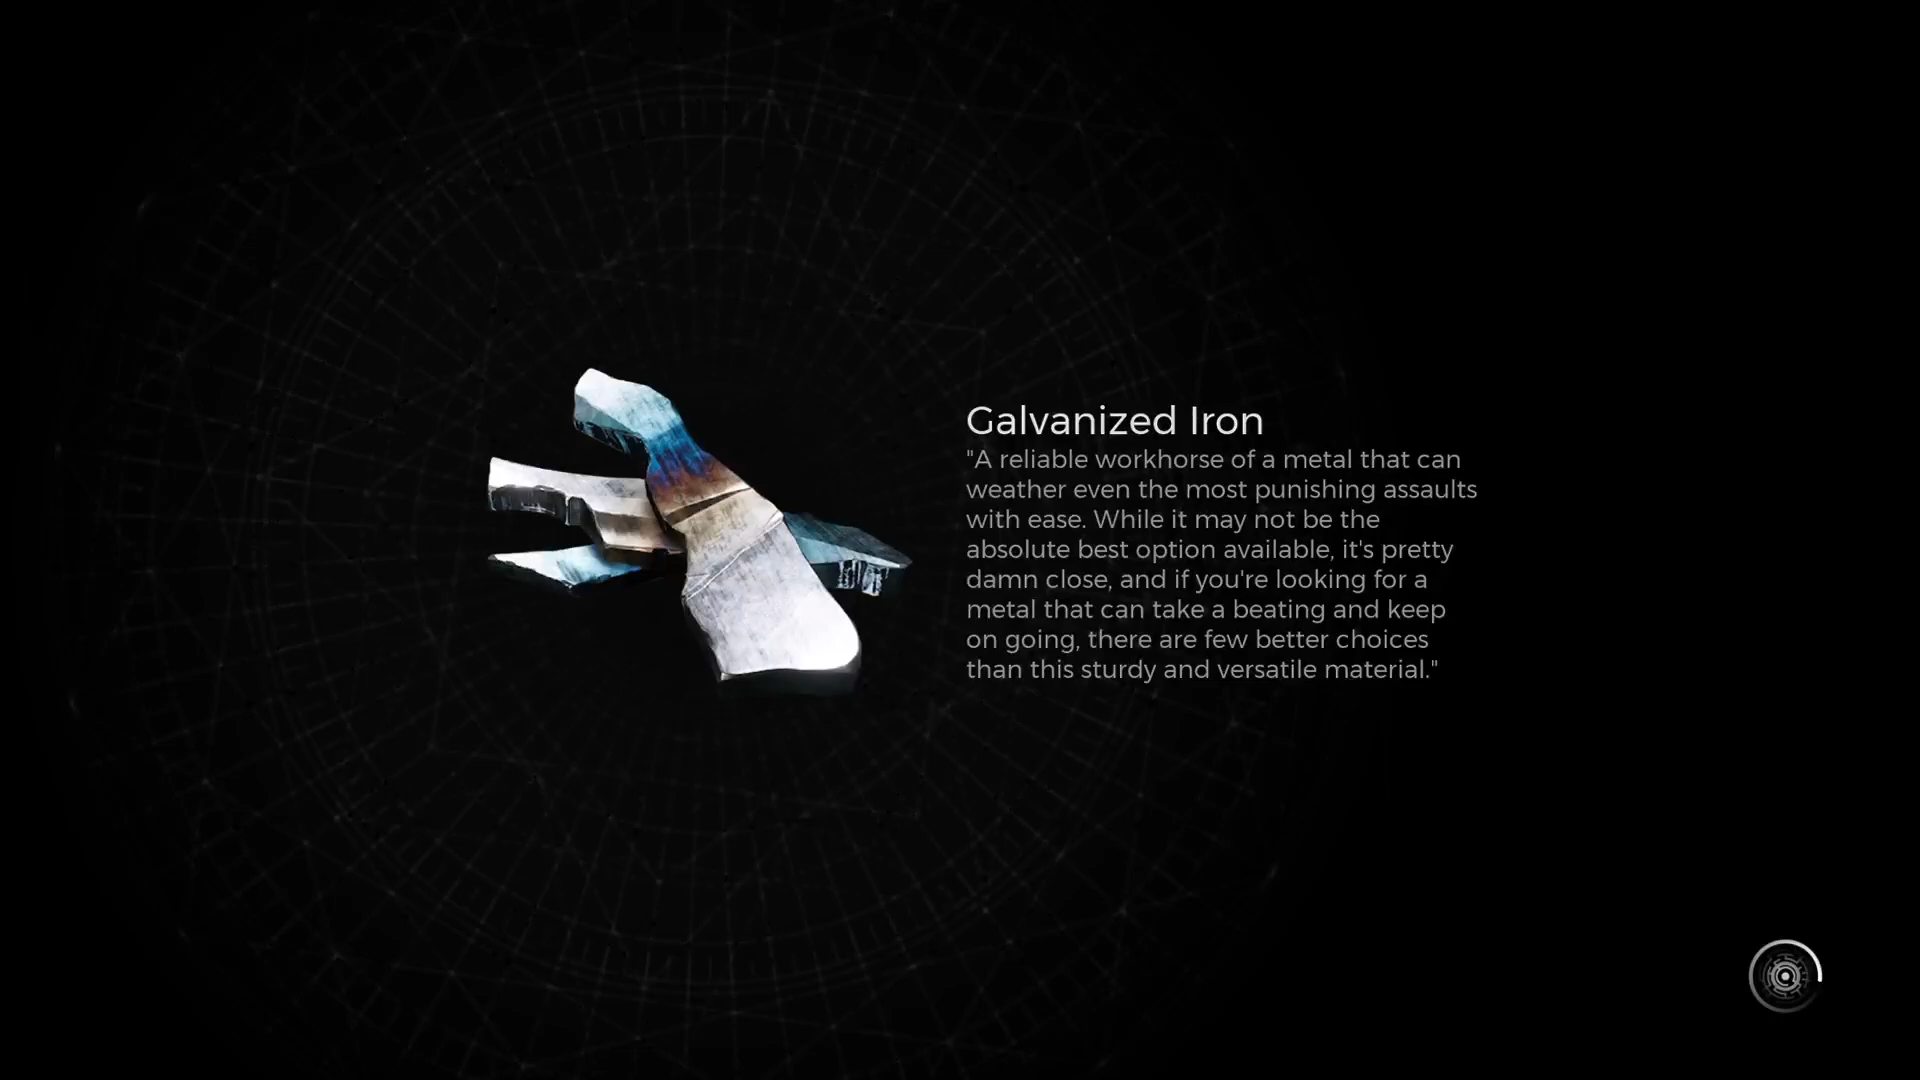 Galvanized Iron
"A reliable workhorse of a metal that can
weather even the most punishing assaults
with ease. While it may not be the
absolute best option available, it's pretty
damn close, and if you're looking for a
metal that can take a beating and keep
on going, there are few better choices
than this sturdy and versatile material."